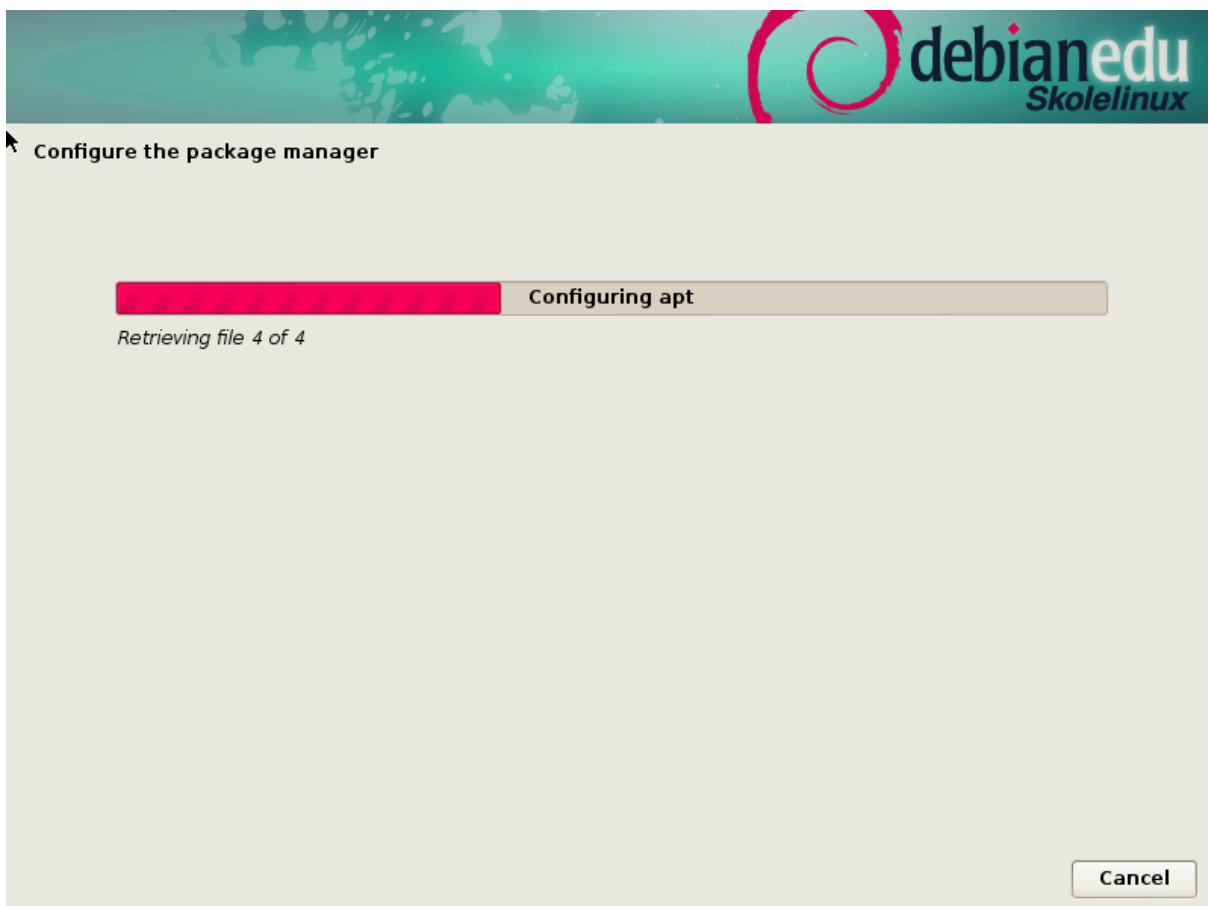 debianedu
Skolelinux
Configure the package manager
Configuring apt
Retrieving file 4 of 4
Cancel